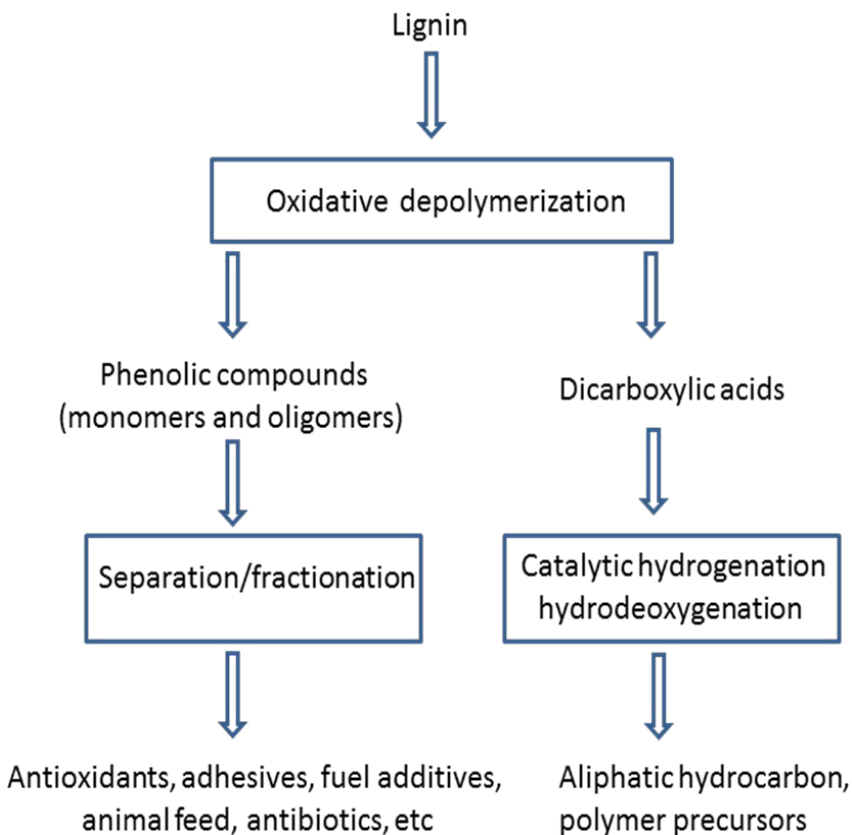 Lignin
Oxidative depolymerization
Phenolic compounds
(monomers and oligomers)
Dicarboxylic acids
Separation/fractionation
Catalytic hydrogenation
hydrodeoxygenation
Antioxidants, adhesives, fuel additives,
animal feed, antibiotics, etc
Aliphatic hydrocarbon,
polymer precursors